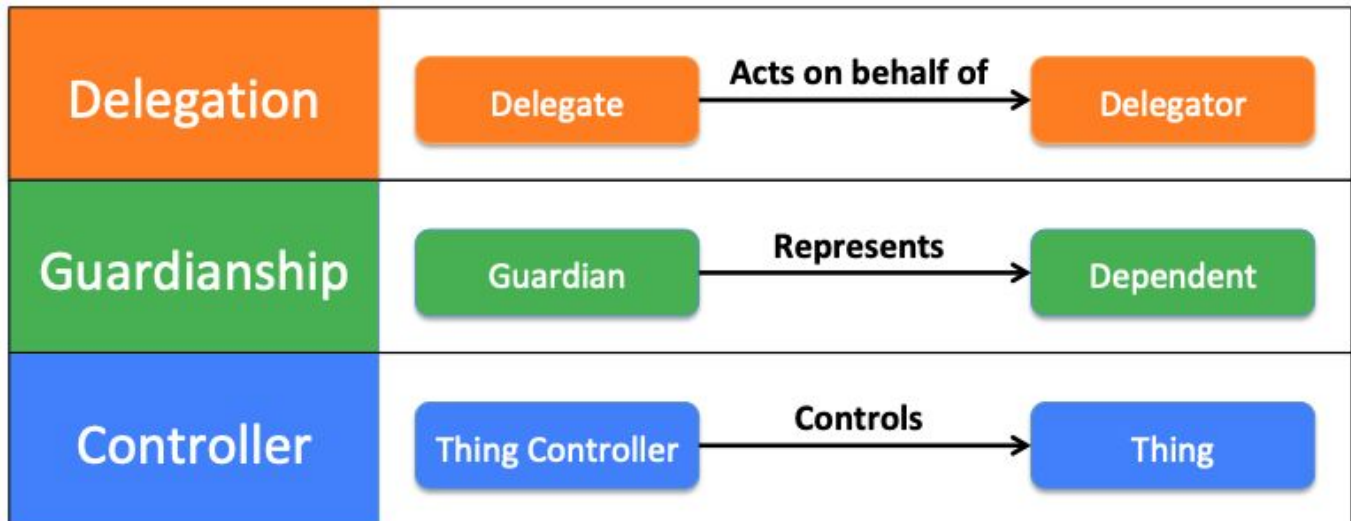 Delegation
Delegate
Acts on behalf of
Delegator
Guardianship
Guardian
Represents
Dependent
Controller
Thing Controller
Controls
Thing